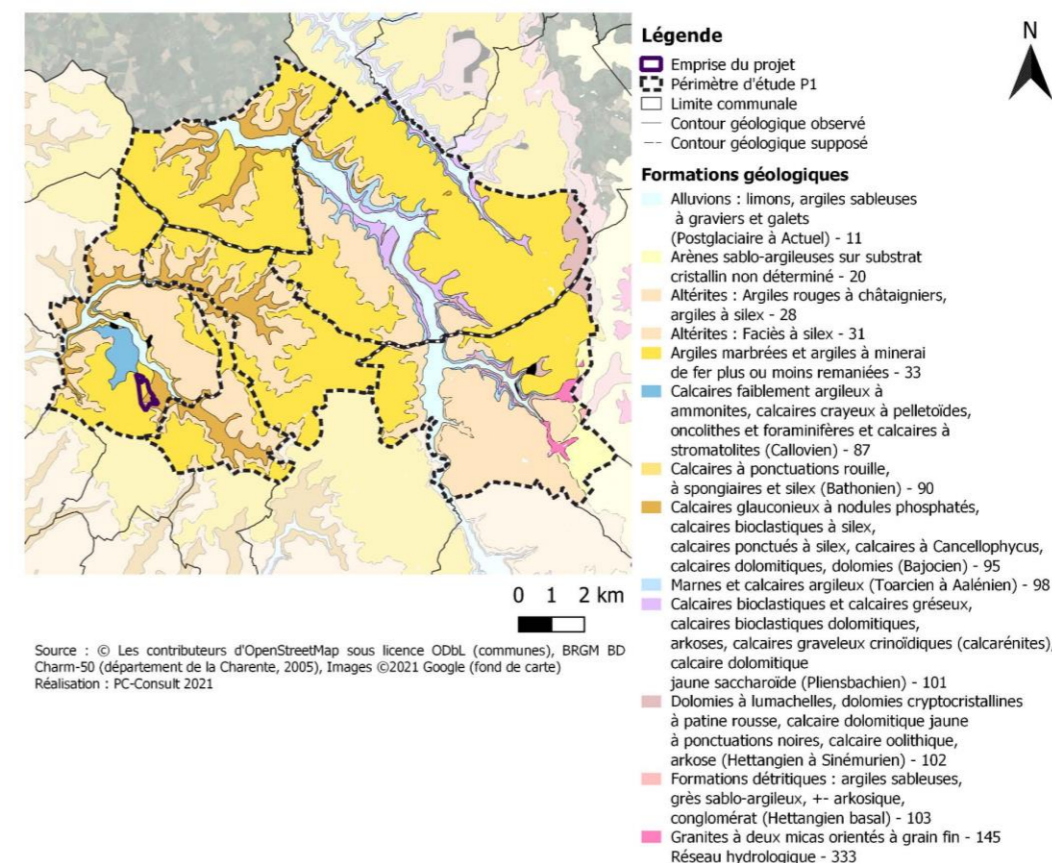 Légende
Emprise du projet
Périmètre d'étude P1
Limite communale
Contour géologique observé
Contour géologique supposé
Formations géologiques
Alluvions : limons, argiles sableuses
à graviers et galets
(Postglaciaire à Actuel) - 11
Arènes sablo-argileuses sur substrat
cristallin non déterminé - 20
Altérites : Argiles rouges à châtaigniers,
argiles à silex - 28
Altérites : Faciès à silex - 31
Argiles marbrées et argiles à minerai
de fer plus ou moins remaniées - 33
Calcaires faiblement argileux à
ammonites, calcaires crayeux à pelletoïdes,
oncolithes et foraminifères et calcaires à
stromatolites (Callovien) - 87
Calcaires à ponctuations rouille,
à spongiaires et silex (Bathonien) - 90
Calcaires glauconieux à nodules phosphatés,
calcaires bioclastiques à silex,
calcaires ponctués à silex, calcaires à Cancellophycus,
calcaires dolomitiques, dolomies (Bajocien) - 95
Marnes et calcaires argileux (Toarcien à Aalénien) - 98
Calcaires bioclastiques et calcaires gréseux,
calcaires bioclastiques dolomitiques,
arkoses, calcaires graveleux crinoïdiques (calcarénites),
calcaire dolomitique
jaune saccharoïde (Pliensbachien) - 101
Dolomies à lumachelles, dolomies cryptocristallines
à patine rousse, calcaire dolomitique jaune
à ponctuations noires, calcaire oolithique,
arkose (Hettangien à Sinémurien) - 102
Formations détritiques : argiles sableuses,
grès sablo-argileux, +- arkosique,
conglomérat (Hettangien basal) - 103
Granites à deux micas orientés à grain fin - 145
Réseau hydrologique - 333
N
0 1 2 km
Source : © Les contributeurs d'OpenStreetMap sous licence ODbL (communes), BRGM BD
Charm-50 (département de la Charente, 2005), Images ©2021 Google (fond de carte)
Réalisation : PC-Consult 2021